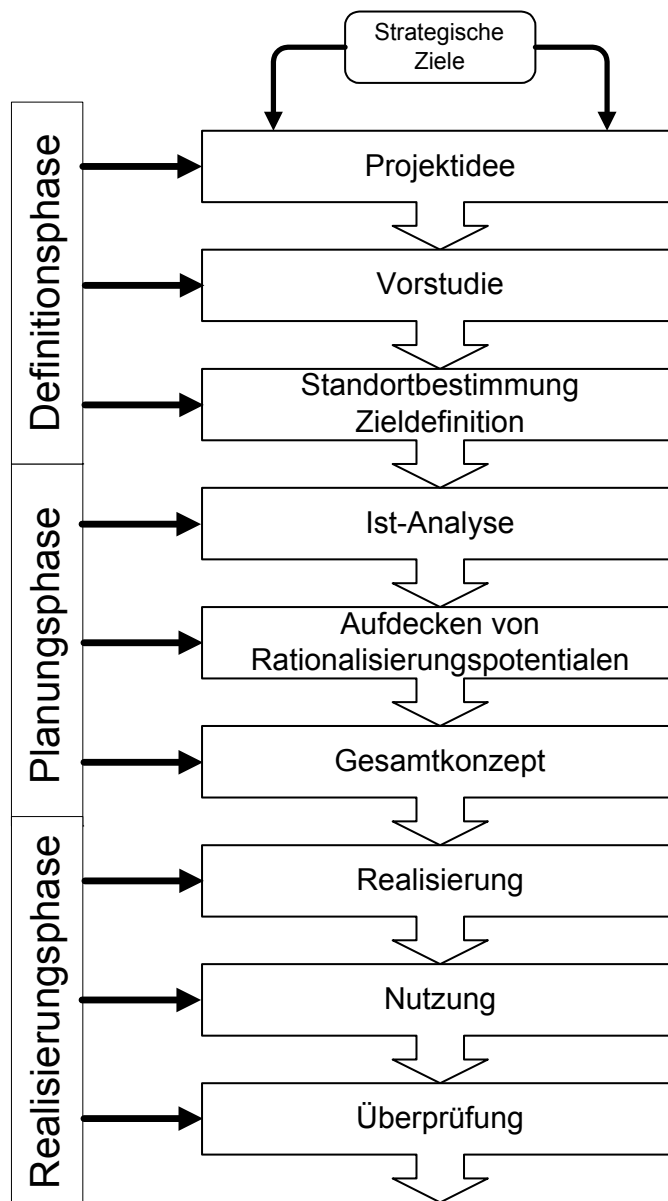 Strategische
Ziele
Definitionsphase
Projektidee
Vorstudie
Standortbestimmung
Zieldefinition
Planungsphase
Ist-Analyse
Aufdecken von
Rationalisierungspotentialen
Gesamtkonzept
Realisierungsphase
Realisierung
Nutzung
Überprüfung